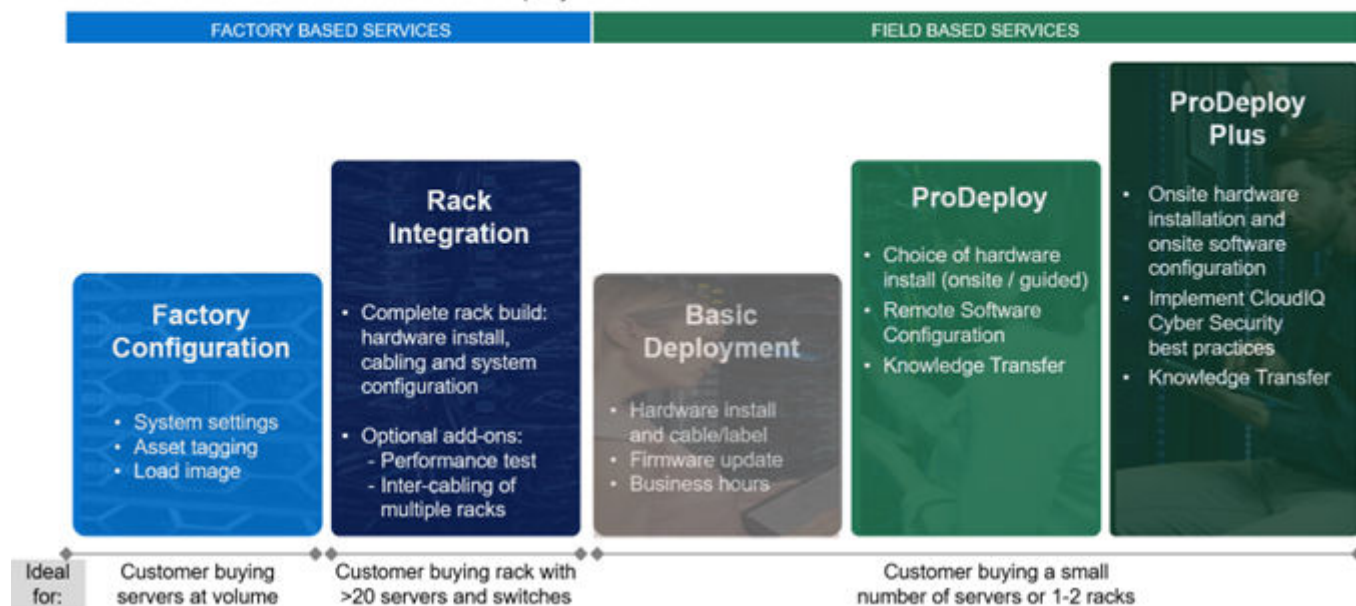 FACTORY BASED SERVICES
FIELD BASED SERVICES
Factory
Configuration
• System settings
• Asset tagging
• Load image
Rack
Integration
• Complete rack build:
hardware install,
cabling and system
configuration
• Optional add-ons:
- Performance test
- Inter-cabling of
multiple racks
Basic
Deployment
• Hardware install
and cable/label
• Firmware update
• Business hours
ProDeploy
• Choice of hardware
install (onsite / guided)
• Remote Software
Configuration
• Knowledge Transfer
ProDeploy
Plus
• Onsite hardware
installation and
onsite software
configuration
• Implement CloudIQ
Cyber Security
best practices
• Knowledge Transfer
Ideal
for:
Customer buying
servers at volume
Customer buying rack with
>20 servers and switches
Customer buying a small
number of servers or 1-2 racks